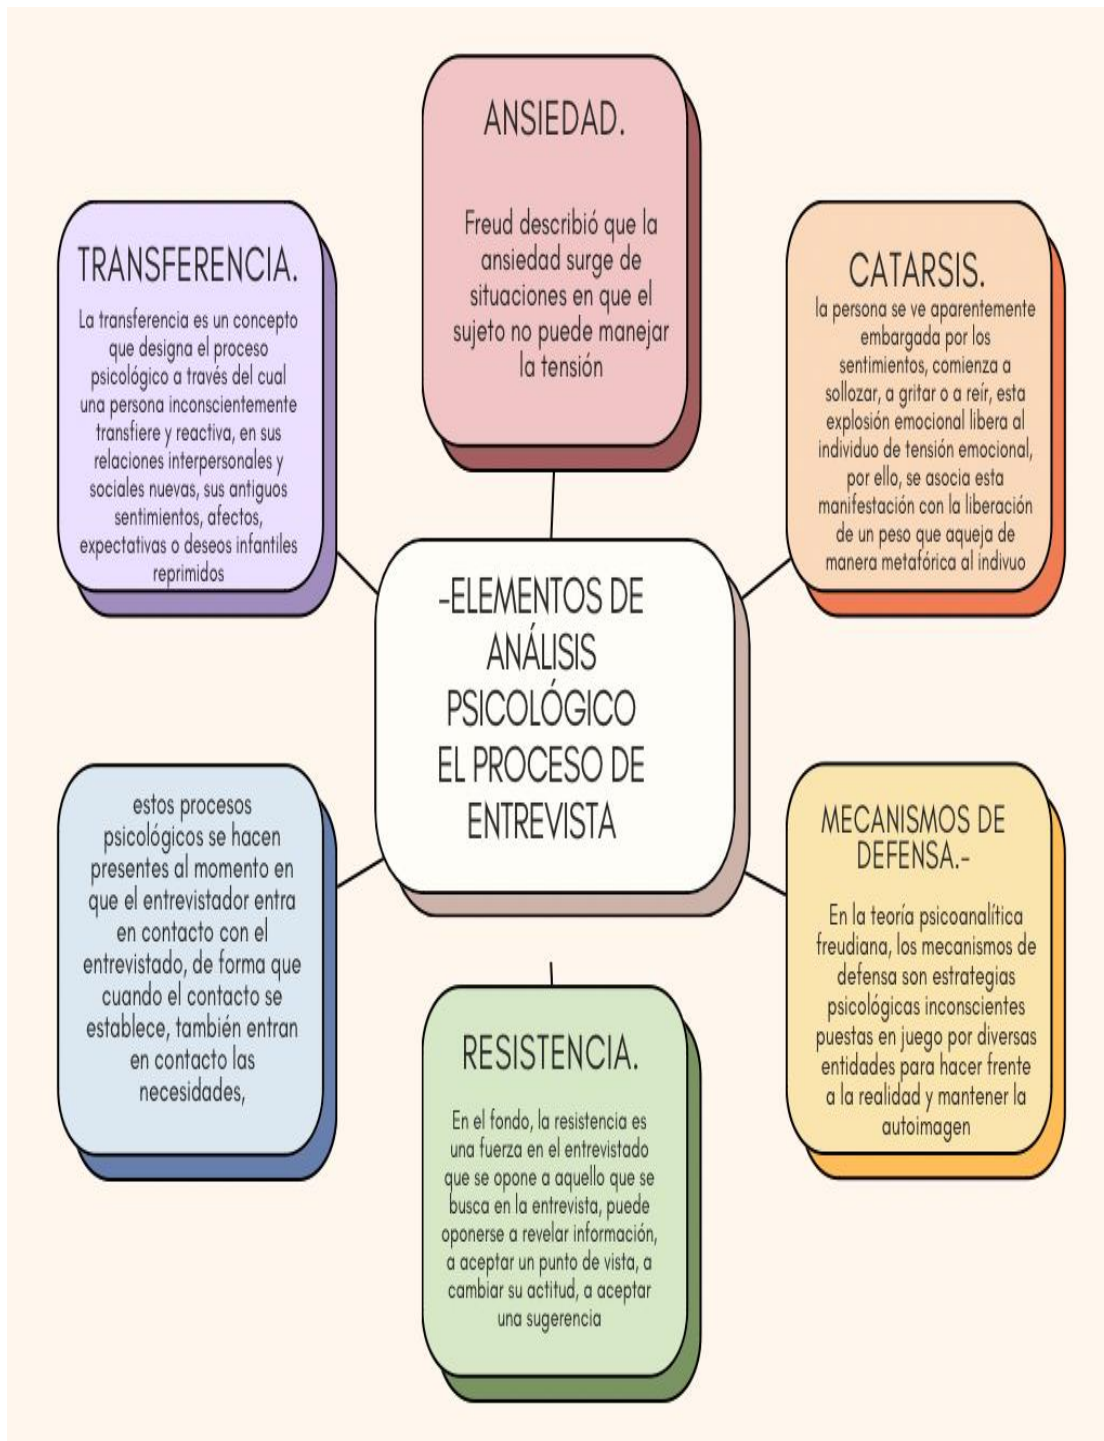 ANSIEDAD.
Freud describió que la
ansiedad surge de
situaciones en que el
sujeto no puede manejar
la tensión
TRANSFERENCIA.
La transferencia es un concepto
que designa el proceso
psicológico a través del cual
una persona inconscientemente
transfiere y reactiva, en sus
relaciones interpersonales y
sociales nuevas, sus antiguos
sentimientos, afectos,
expectativas o deseos infantiles
reprimidos
CATARSIS.
la persona se ve aparentemente
embargada por los
sentimientos, comienza a
sollozar, a gritar o a reír, esta
explosión emocional libera al
individuo de tensión emocional,
por ello, se asocia esta
manifestación con la liberación
de un peso que aqueja de
manera metafórica al indivuo
-ELEMENTOS DE
ANÁLISIS
PSICOLÓGICO
EL PROCESO DE
ENTREVISTA
estos procesos
psicológicos se hacen
presentes al momento en
que el entrevistador entra
en contacto con el
entrevistado, de forma que
cuando el contacto se
establece, también entran
en contacto las
necesidades,
MECANISMOS DE
DEFENSA.-
En la teoría psicoanalítica
freudiana, los mecanismos de
defensa son estrategias
psicológicas inconscientes
puestas en juego por diversas
entidades para hacer frente
a la realidad y mantener la
autoimagen
RESISTENCIA.
En el fondo, la resistencia es
una fuerza en el entrevistado
que se opone a aquello que se
busca en la entrevista, puede
oponerse a revelar información,
a aceptar un punto de vista, a
cambiar su actitud, a aceptar
una sugerencia